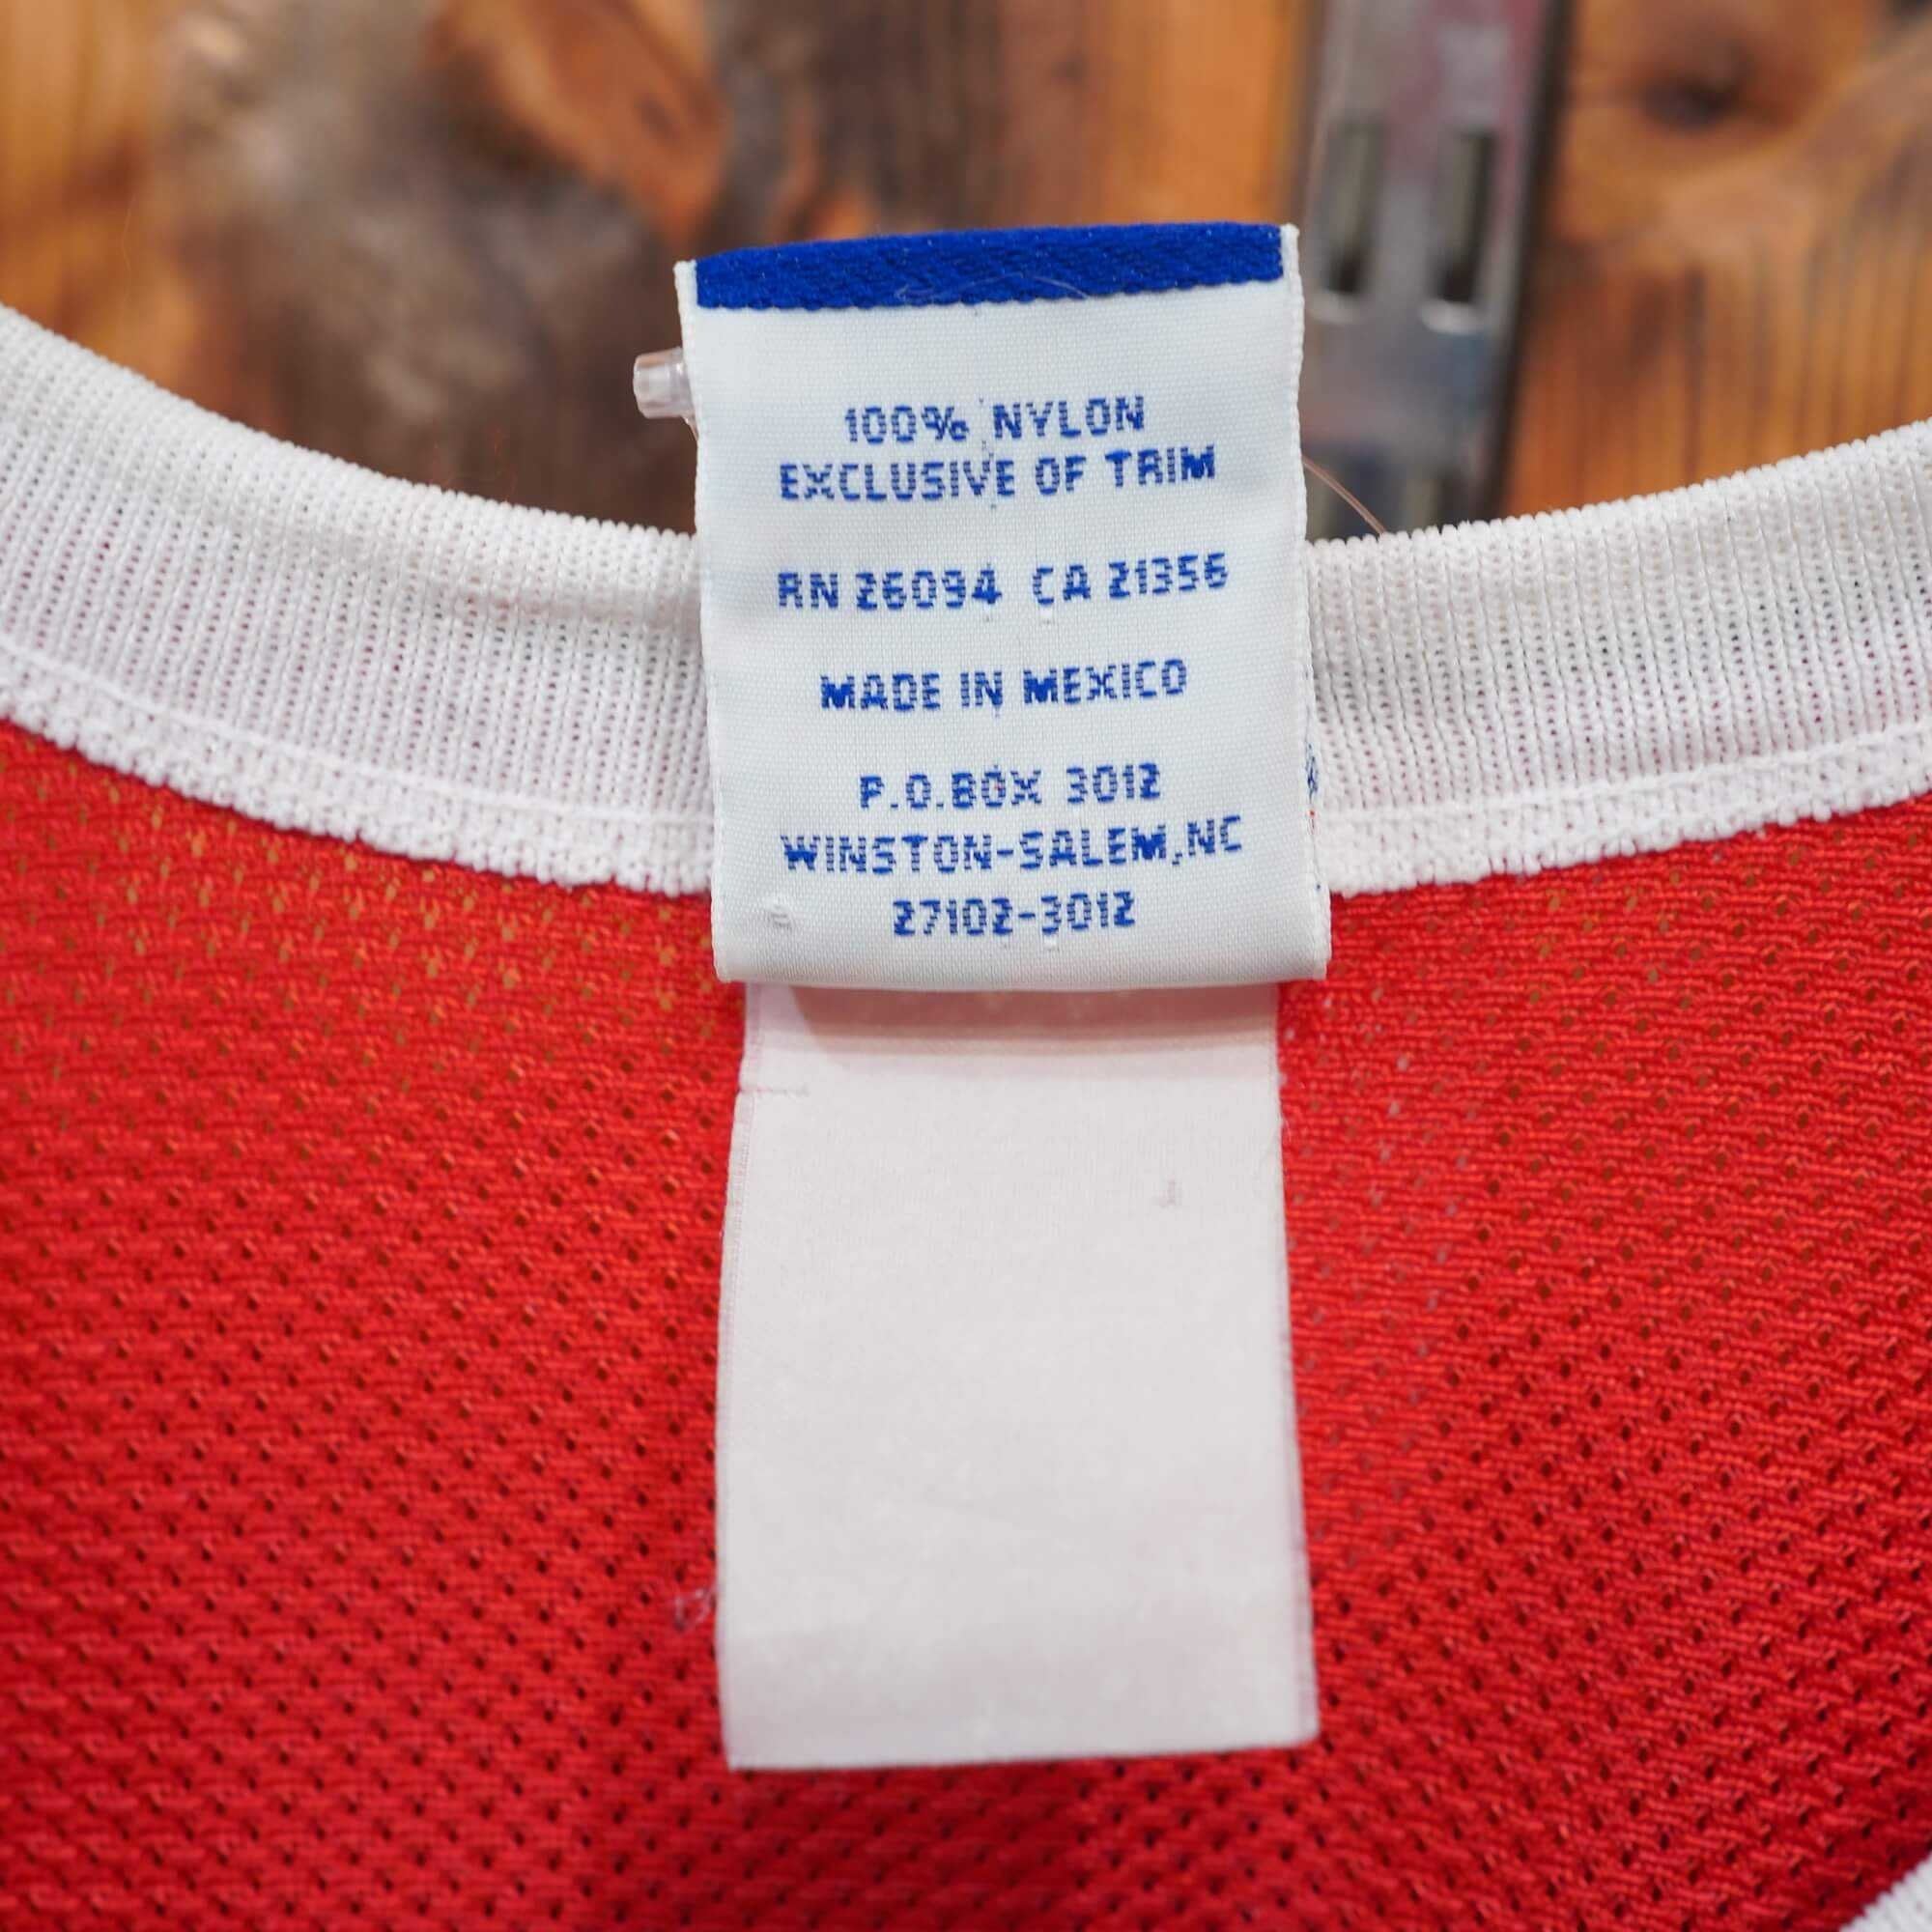 100% NYLON
EXCLUSIVE OF TRIM
RN 26094 CA 21356
MADE IN MEXICO
P.O.BOX 3012
WINSTON-SALEM,NC
27102-3012